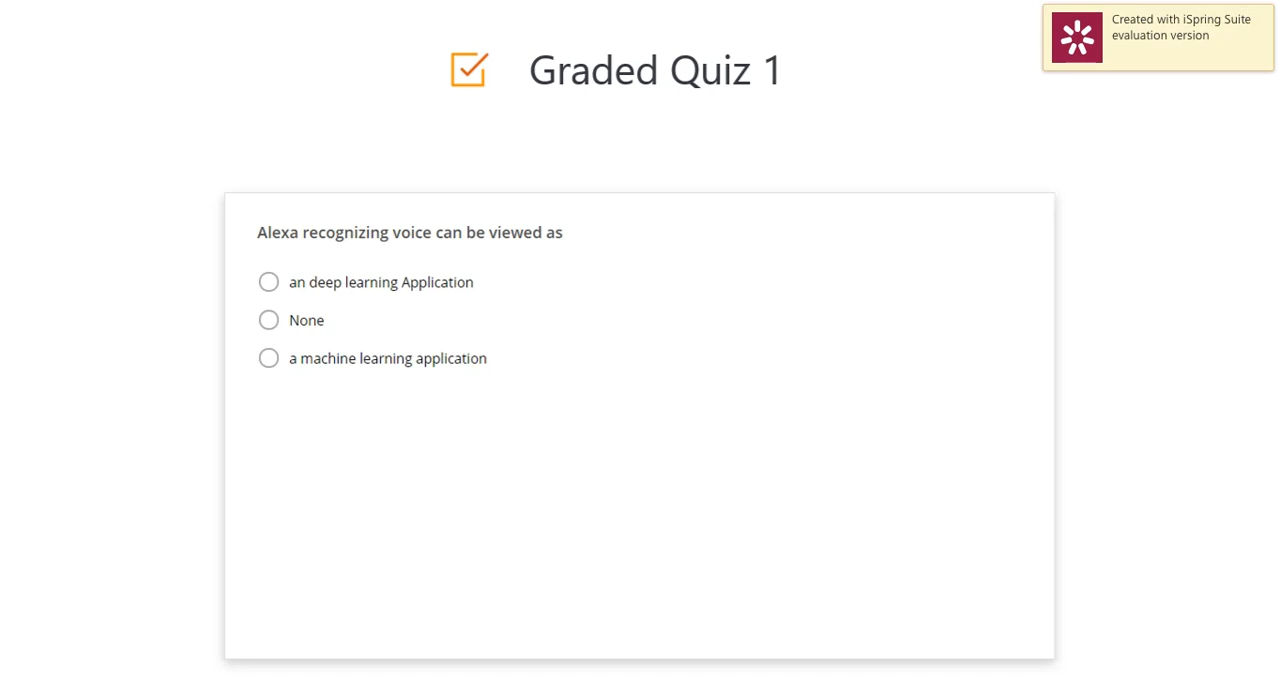 Created with iSpring Suite
evaluation version
Graded Quiz 1
Alexa recognizing voice can be viewed as
an deep learning Application
None
a machine learning application